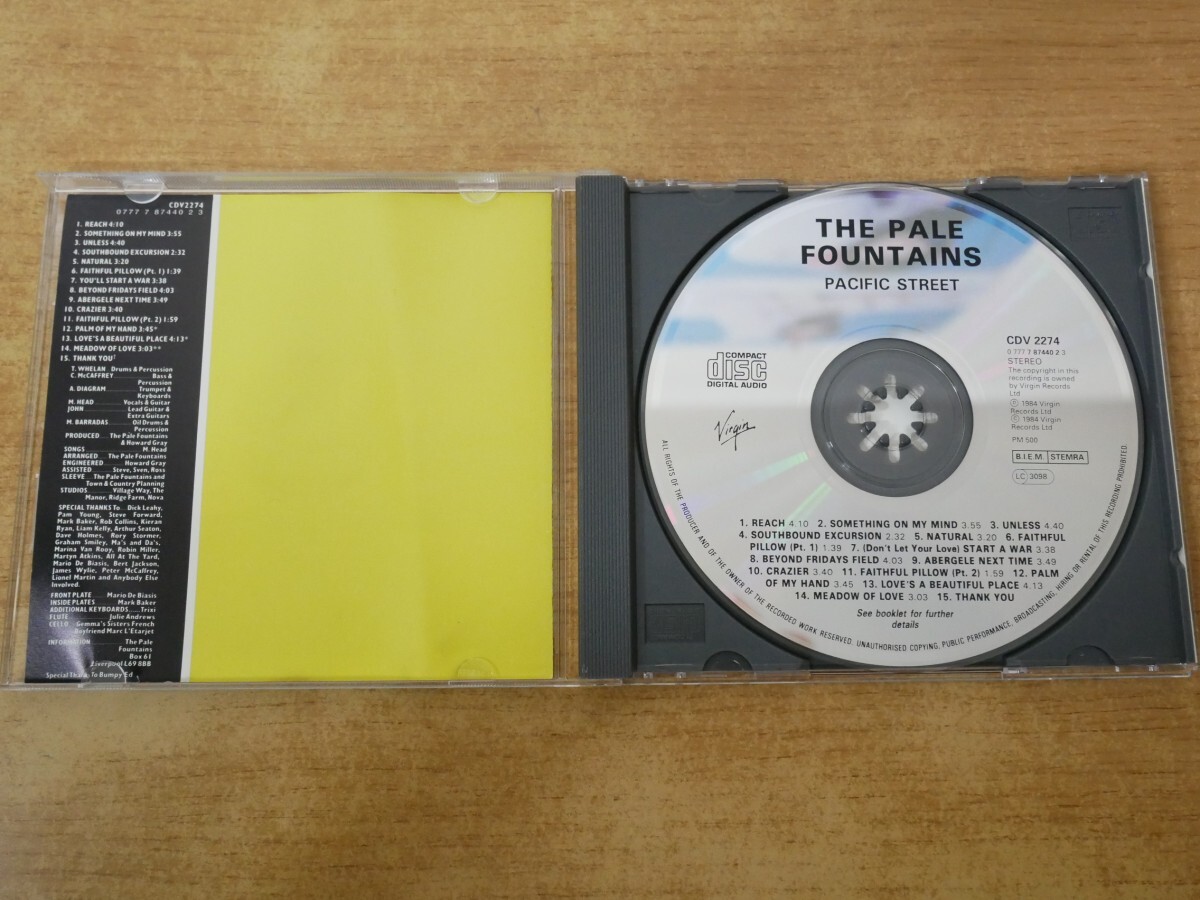 CDV2274
0777 7 87440 2 3
1. REACH 4:10
2. SOMETHING ON MY MIND 3:55
3. UNLESS 4:40
4. SOUTHBOUND EXCURSION 2:32
5. NATURAL 3:20
6. FAITHFUL PILLOW (Pt. 1) 1:39
7. YOU'LL START A WAR 3:38
8. BEYOND FRIDAYS FIELD 4:03
9. ABERGELE NEXT TIME 3:49
10. CRAZIER 3:40
11. FAITHFUL PILLOW (Pt. 2) 1:59
12. PALM OF MY HAND 3:45*
13. LOVE'S A BEAUTIFUL PLACE 4:13*
14. MEADOW OF LOVE 3:03**
15. THANK YOU†
T. WHELAN Drums & Percussion
C. McCAFFREY Bass &
Percussion
A. DIAGRAM Trumpet &
Keyboards
M. HEAD Vocals & Guitar
JOHN Lead Guitar &
Extra Guitars
M. BARRADAS Oil Drums &
Percussion
PRODUCED The Pale Fountains
& Howard Gray
SONGS M. Head
ARRANGED The Pale Fountains
ENGINEERED Howard Gray
ASSISTED Steve, Sven, Russ
SLEEVE The Pale Fountains and
Town & Country Planning
STUDIOS Village Way, The
Manor, Ridge Farm, Nova
SPECIAL THANKS To... Dick Leahy,
Pam Young, Steve Forward,
Mark Baker, Rob Collins, Kieran
Ryan, Liam Kelly, Arthur Seaton,
Dave Holmes, Rory Stormer,
Graham Smiley, Ma's and Da's,
Marina Van Rooy, Robin Miller,
Martyn Atkins, All At The Yard,
Mario De Biasis, Bert Jackson,
James Wylie, Peter McCaffrey,
Lionel Martin and Anybody Else
Involved.
FRONT PLATE Mario De Biasis
INSIDE PLATES Mark Baker
ADDITIONAL KEYBOARDS Trixi
FLUTE Julie Andrews
CELLO Gemma's Sisters French
Boyfriend Marc L'Etarjet
INFORMATION The Pale
Fountains
Box 61
Liverpool L69 8BB
Special Thanks To Bumpy Ed
THE PALE
FOUNTAINS
PACIFIC STREET
COMPACT
disc
DIGITAL AUDIO
Virgin
CDV 2274
0 777 7 87440 2 3
STEREO
The copyright in this
recording is owned
by Virgin Records
Ltd
℗ 1984 Virgin
Records Ltd
© 1984 Virgin
Records Ltd
PM 500
B.I.E.M. STEMRA
LC 3098
1. REACH 4.10 2. SOMETHING ON MY MIND 3.55 3. UNLESS 4.40
4. SOUTHBOUND EXCURSION 2.32 5. NATURAL 3.20 6. FAITHFUL
PILLOW (Pt. 1) 1.39 7. (Don't Let Your Love) START A WAR 3.38
8. BEYOND FRIDAYS FIELD 4.03 9. ABERGELE NEXT TIME 3.49
10. CRAZIER 3.40 11. FAITHFUL PILLOW (Pt. 2) 1.59 12. PALM
OF MY HAND 3.45 13. LOVE'S A BEAUTIFUL PLACE 4.13
14. MEADOW OF LOVE 3.03 15. THANK YOU
See booklet for further
details
ALL RIGHTS OF THE PRODUCER AND OF THE OWNER OF THE RECORDED WORK RESERVED. UNAUTHORISED COPYING, PUBLIC PERFORMANCE, BROADCASTING, HIRING OR RENTAL OF THIS RECORDING PROHIBITED.